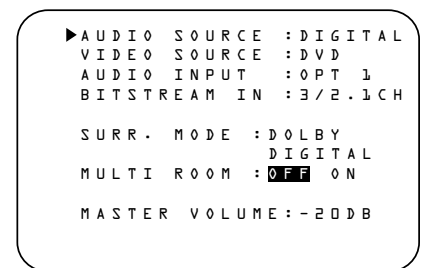 ▶AUDIO SOURCE :DIGITAL
VIDEO SOURCE :DVD
AUDIO INPUT :OPT 1
BITSTREAM IN :3/2.1CH
SURR. MODE :DOLBY
DIGITAL
MULTI ROOM :OFF ON
MASTER VOLUME:-20DB